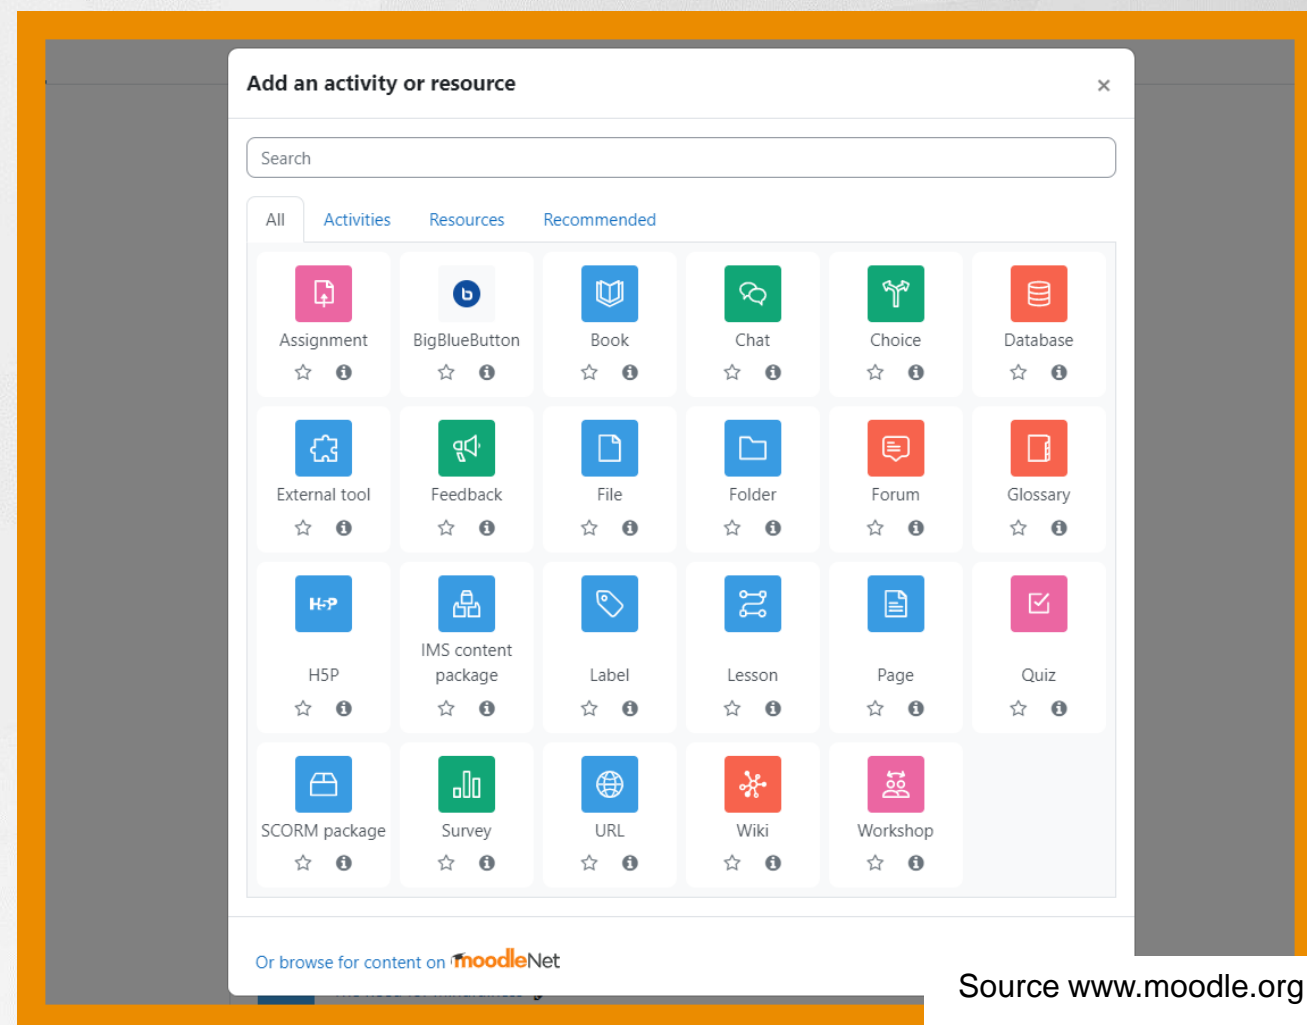 Add an activity or resource
×
Search
All Activities Resources Recommended
Assignment BigBlueButton Book Chat Choice Database
External tool Feedback File Folder Forum Glossary
H5P
IMS content
H5P package Label Lesson Page Quiz
SCORM package Survey URL Wiki Workshop
Or browse for content on moodleNet
Source www.moodle.org